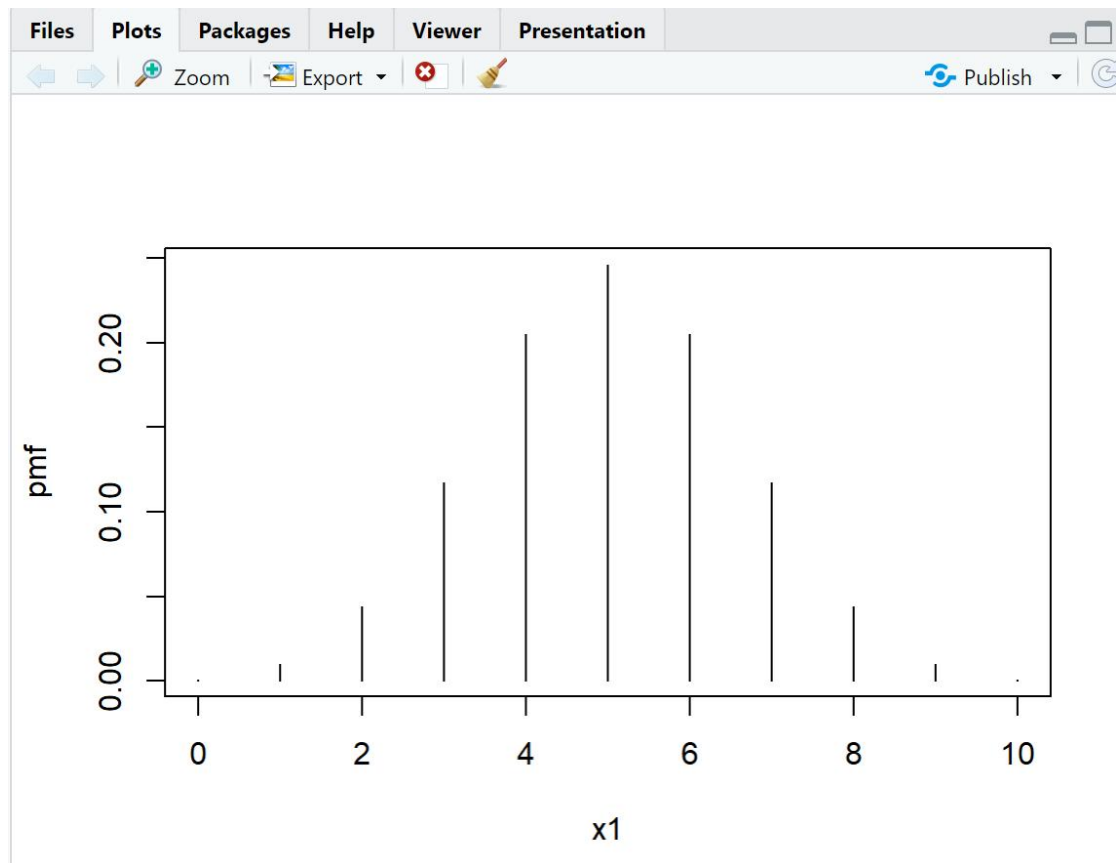 Files Plots Packages Help Viewer Presentation
Zoom Export Publish
0.20
0.10
0.00
pmf
0 2 4 6 8 10
x1